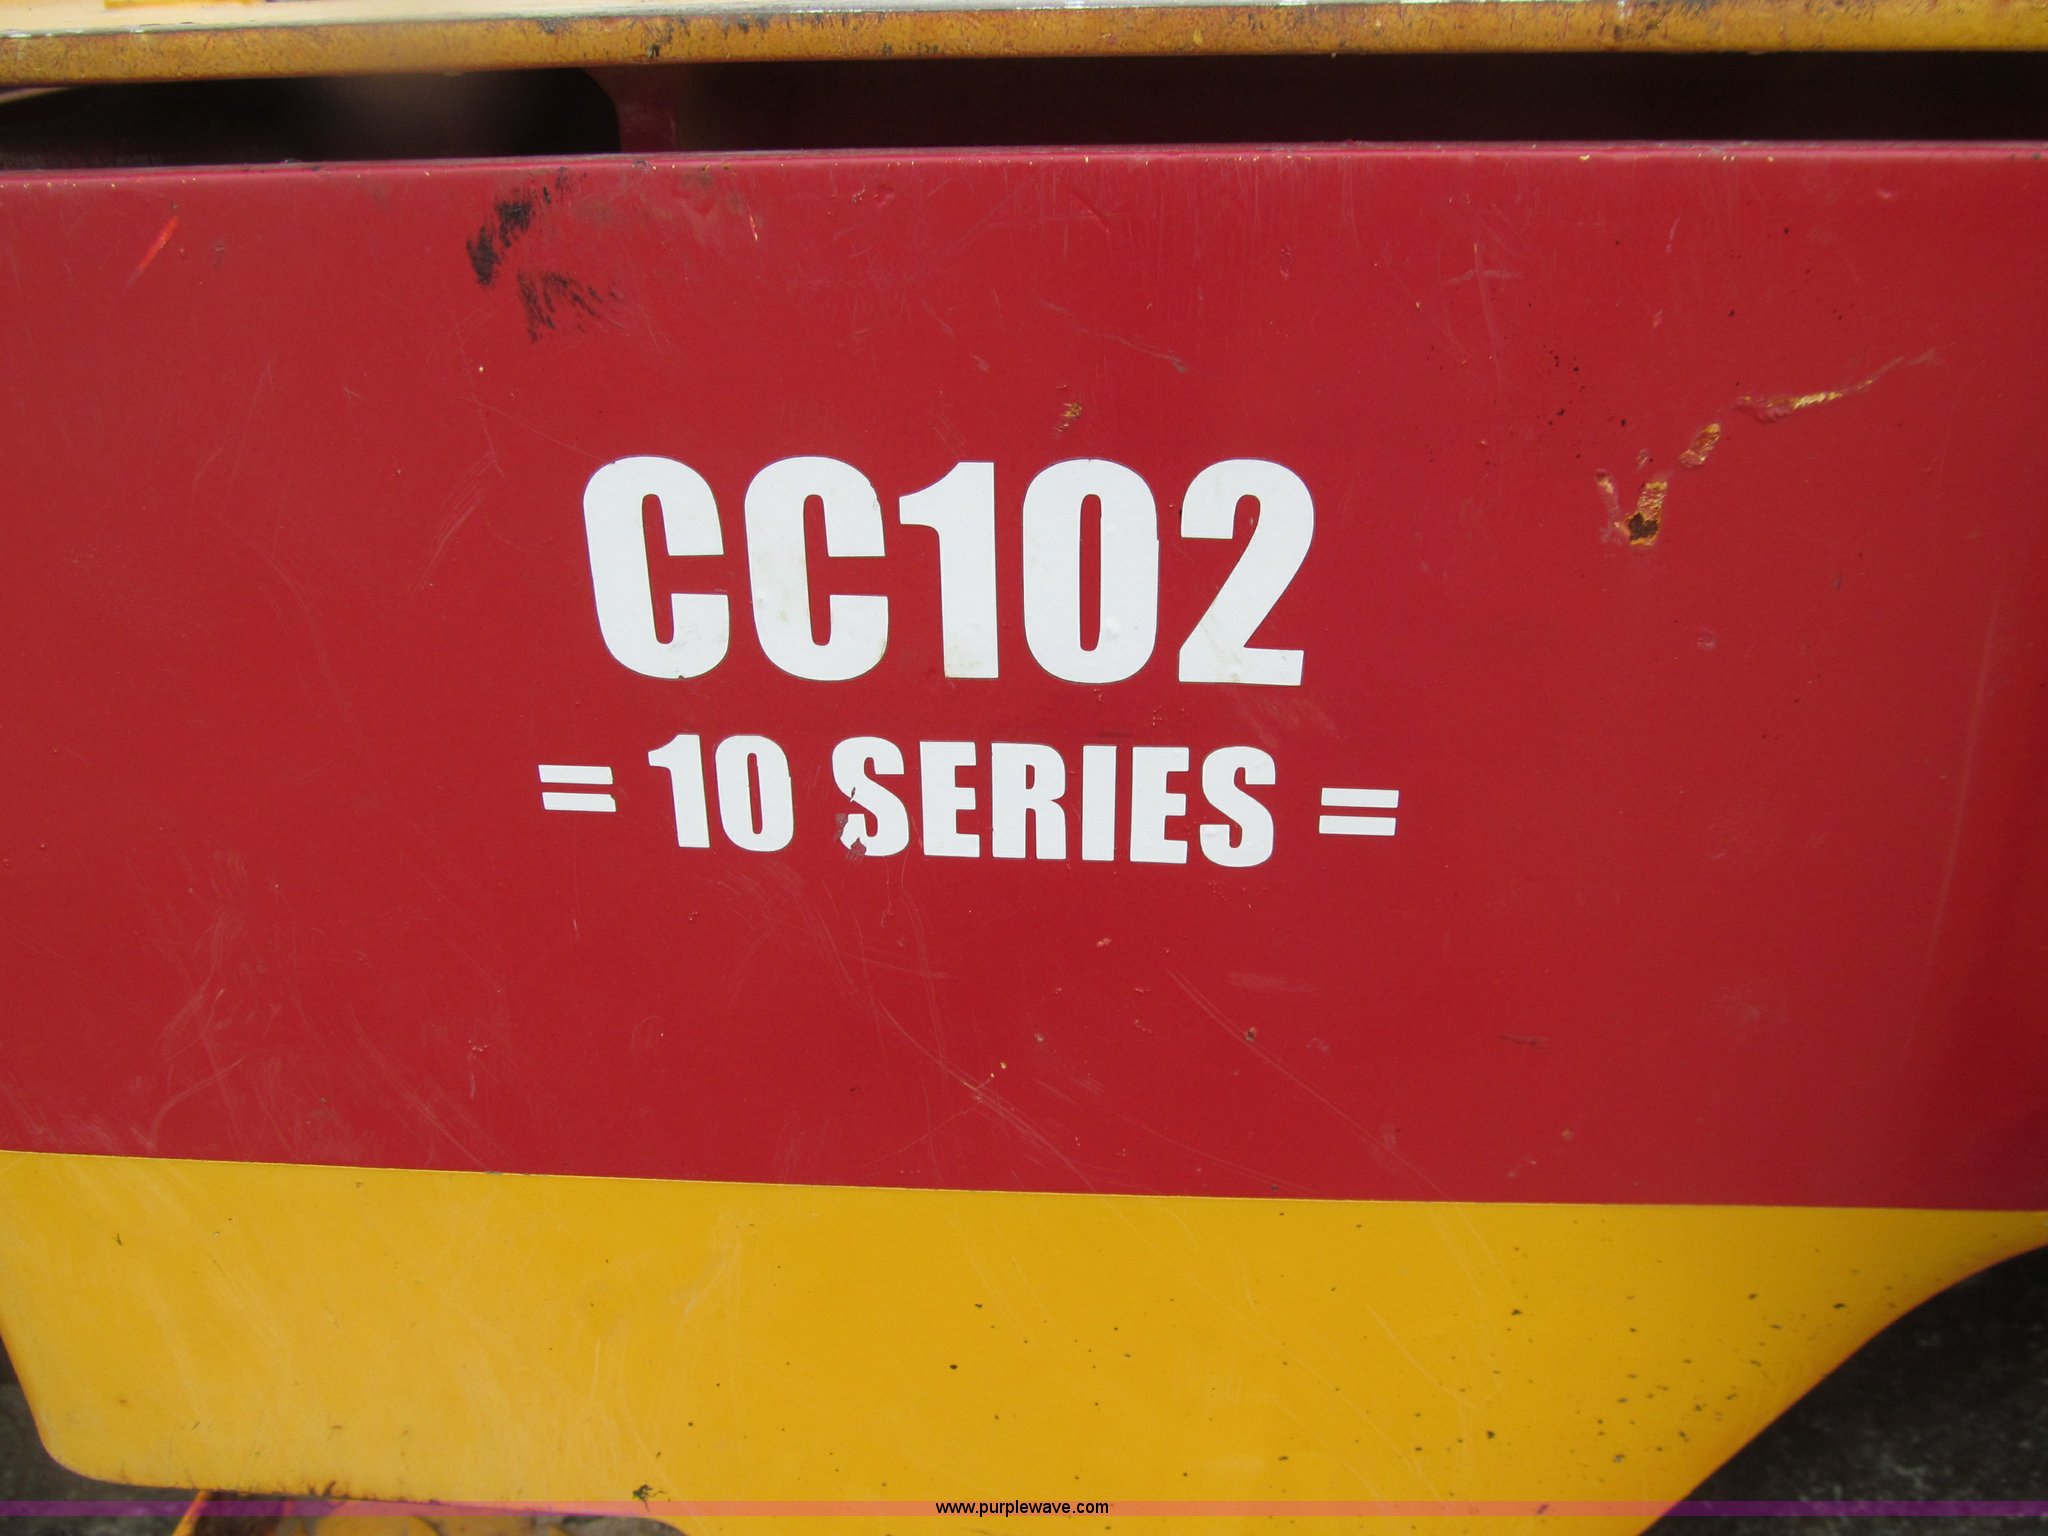 CC102
= 10 SERIES =
www.purplewave.com